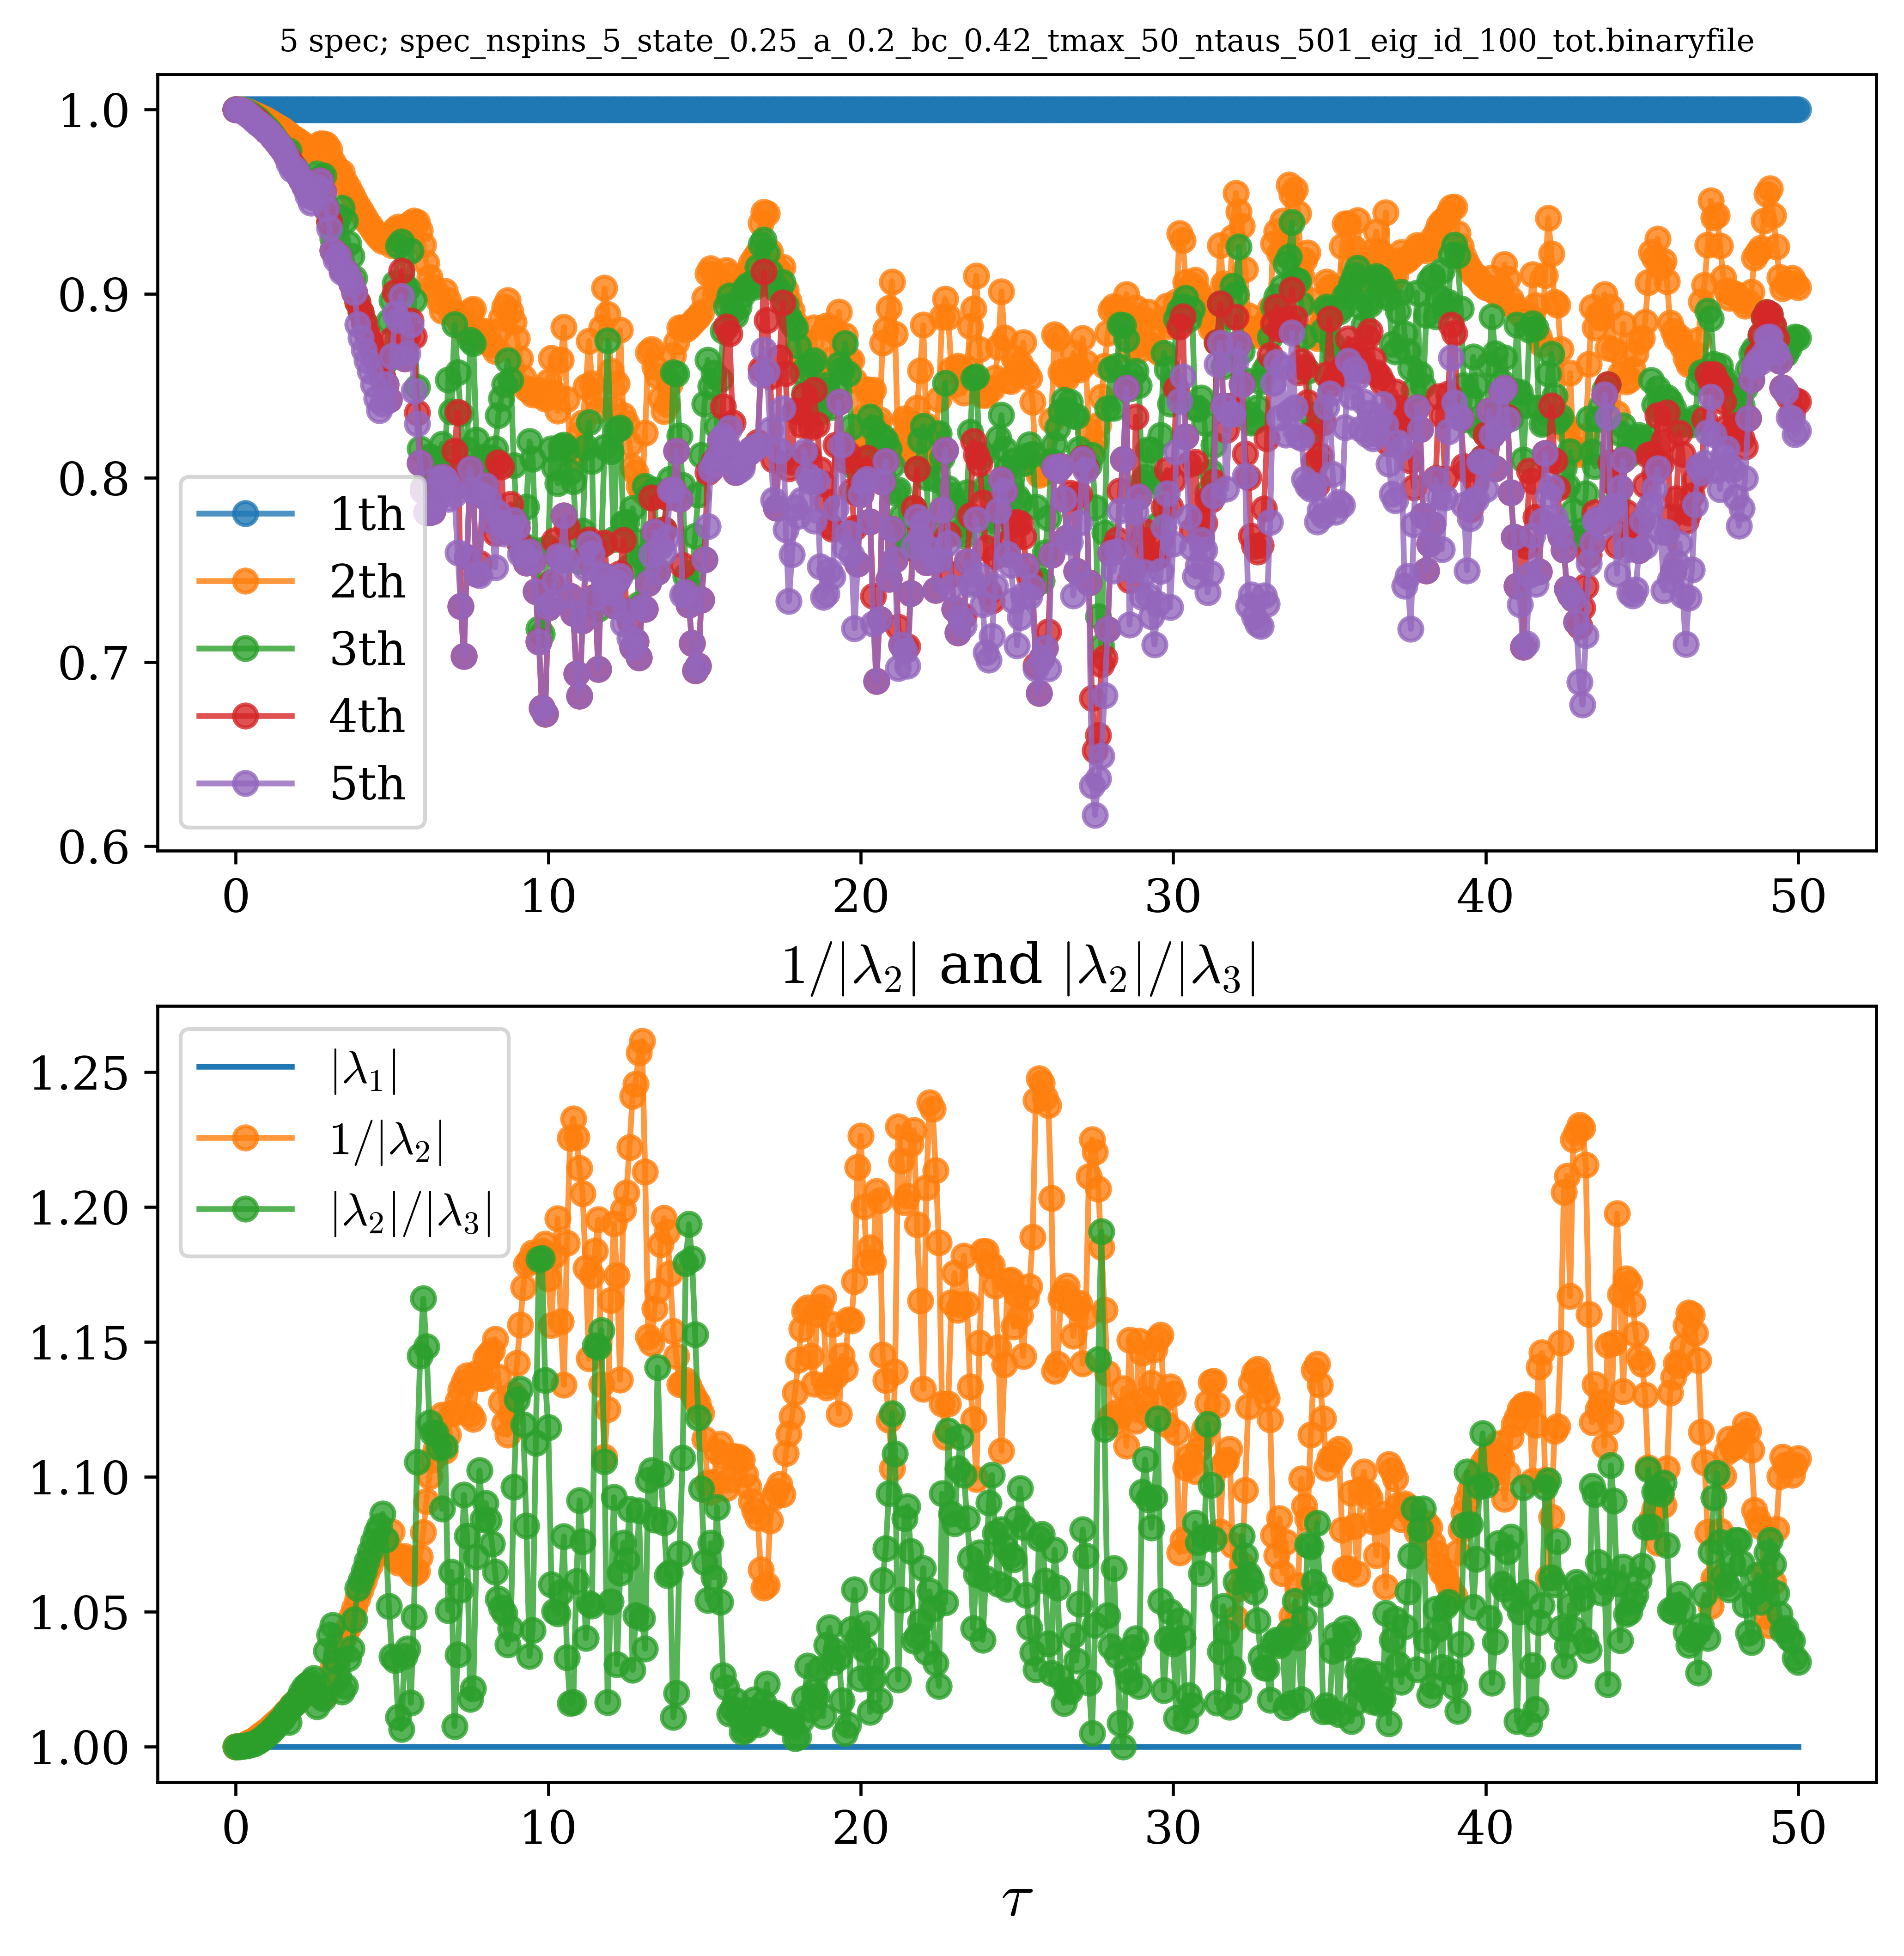 5 spec; spec_nspins_5_state_0.25_a_0.2_bc_0.42_tmax_50_ntaus_501_eig_id_100_tot.binaryfile
1.0
0.9
0.8
0.7
0.6
1th
2th
3th
4th
5th
0 10 20 30 40 50
1/|λ₂| and |λ₂|/|λ₃|
1.25
1.20
1.15
1.10
1.05
1.00
|λ₁|
1/|λ₂|
|λ₂|/|λ₃|
0 10 20 30 40 50
τ